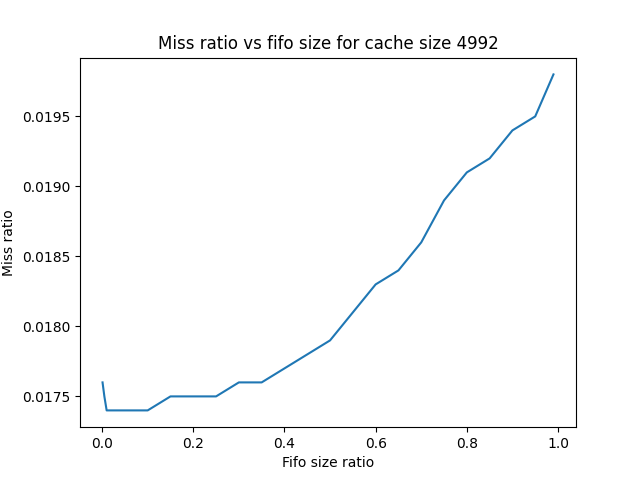 Miss ratio vs fifo size for cache size 4992
0.0195
0.0190
0.0185
0.0180
0.0175
Miss ratio
0.0 0.2 0.4 0.6 0.8 1.0
Fifo size ratio